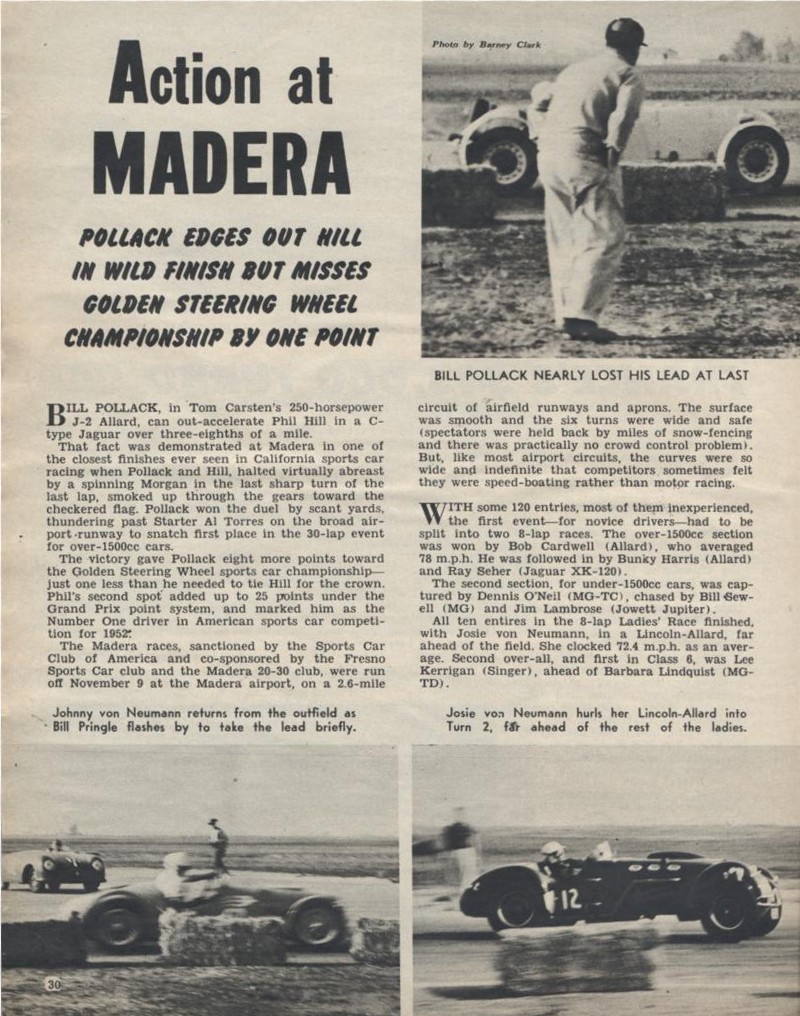 Action at
MADERA
POLLACK EDGES OUT HILL
IN WILD FINISH BUT MISSES
GOLDEN STEERING WHEEL
CHAMPIONSHIP BY ONE POINT
Photo by Barney Clark
BILL POLLACK NEARLY LOST HIS LEAD AT LAST
BILL POLLACK, in Tom Carsten's 250-horsepower
J-2 Allard, can out-accelerate Phil Hill in a C-
type Jaguar over three-eighths of a mile.
That fact was demonstrated at Madera in one of
the closest finishes ever seen in California sports car
racing when Pollack and Hill, halted virtually abreast
by a spinning Morgan in the last sharp turn of the
last lap, smoked up through the gears toward the
checkered flag. Pollack won the duel by scant yards,
thundering past Starter Al Torres on the broad air-
port runway to snatch first place in the 30-lap event
for over-1500cc cars.
The victory gave Pollack eight more points toward
the Golden Steering Wheel sports car championship—
just one less than he needed to tie Hill for the crown.
Phil's second spot added up to 25 points under the
Grand Prix point system, and marked him as the
Number One driver in American sports car competi-
tion for 1952.
The Madera races, sanctioned by the Sports Car
Club of America and co-sponsored by the Fresno
Sports Car club and the Madera 20-30 club, were run
off November 9 at the Madera airport, on a 2.6-mile
circuit of airfield runways and aprons. The surface
was smooth and the six turns were wide and safe
(spectators were held back by miles of snow-fencing
and there was practically no crowd control problem).
But, like most airport circuits, the curves were so
wide and indefinite that competitors sometimes felt
they were speed-boating rather than motor racing.
WITH some 120 entries, most of them inexperienced,
the first event—for novice drivers—had to be
split into two 8-lap races. The over-1500cc section
was won by Bob Cardwell (Allard), who averaged
78 m.p.h. He was followed in by Bunky Harris (Allard)
and Ray Seher (Jaguar XK-120).
The second section, for under-1500cc cars, was cap-
tured by Dennis O'Neil (MG-TC), chased by Bill Sew-
ell (MG) and Jim Lambrose (Jowett Jupiter).
All ten entires in the 8-lap Ladies' Race finished,
with Josie von Neumann, in a Lincoln-Allard, far
ahead of the field. She clocked 72.4 m.p.h. as an aver-
age. Second over-all, and first in Class 6, was Lee
Kerrigan (Singer), ahead of Barbara Lindquist (MG-
TD).
Johnny von Neumann returns from the outfield as
Bill Pringle flashes by to take the lead briefly.
Josie von Neumann hurls her Lincoln-Allard into
Turn 2, far ahead of the rest of the ladies.
F12
30